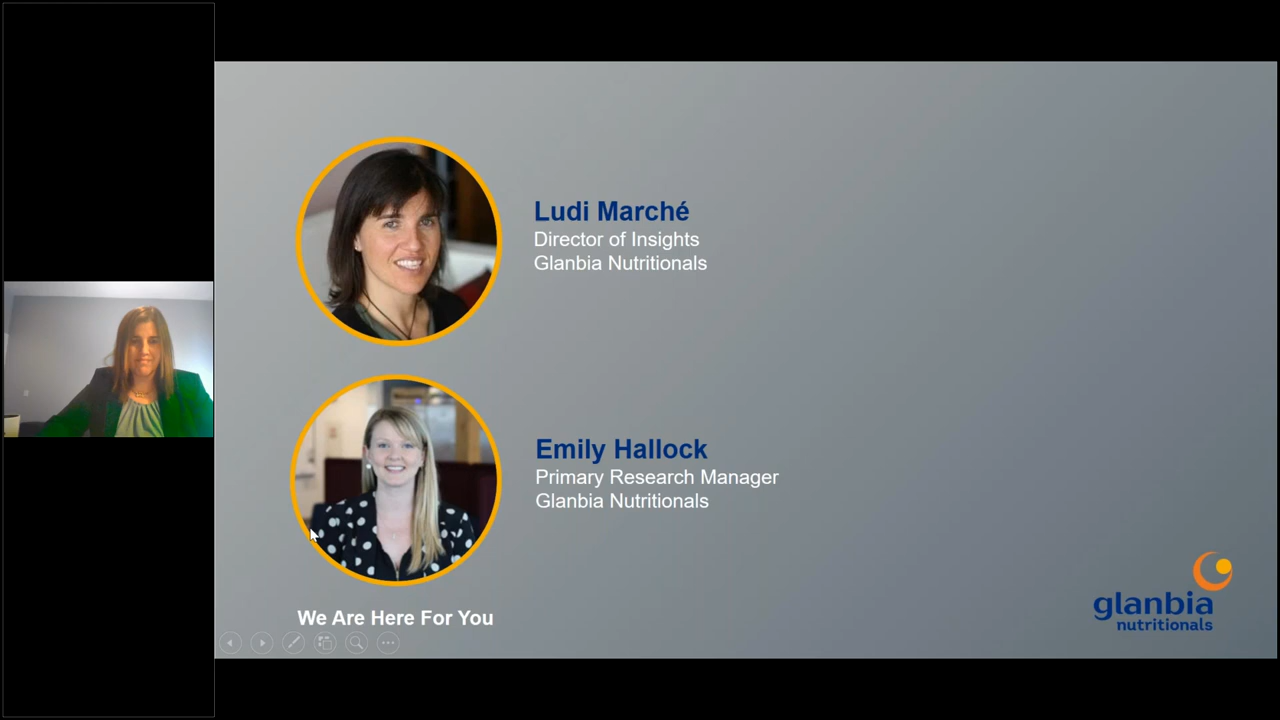 Ludi Marché
Director of Insights
Glanbia Nutritionals
Emily Hallock
Primary Research Manager
Glanbia Nutritionals
We Are Here For You
glanbia
nutritionals